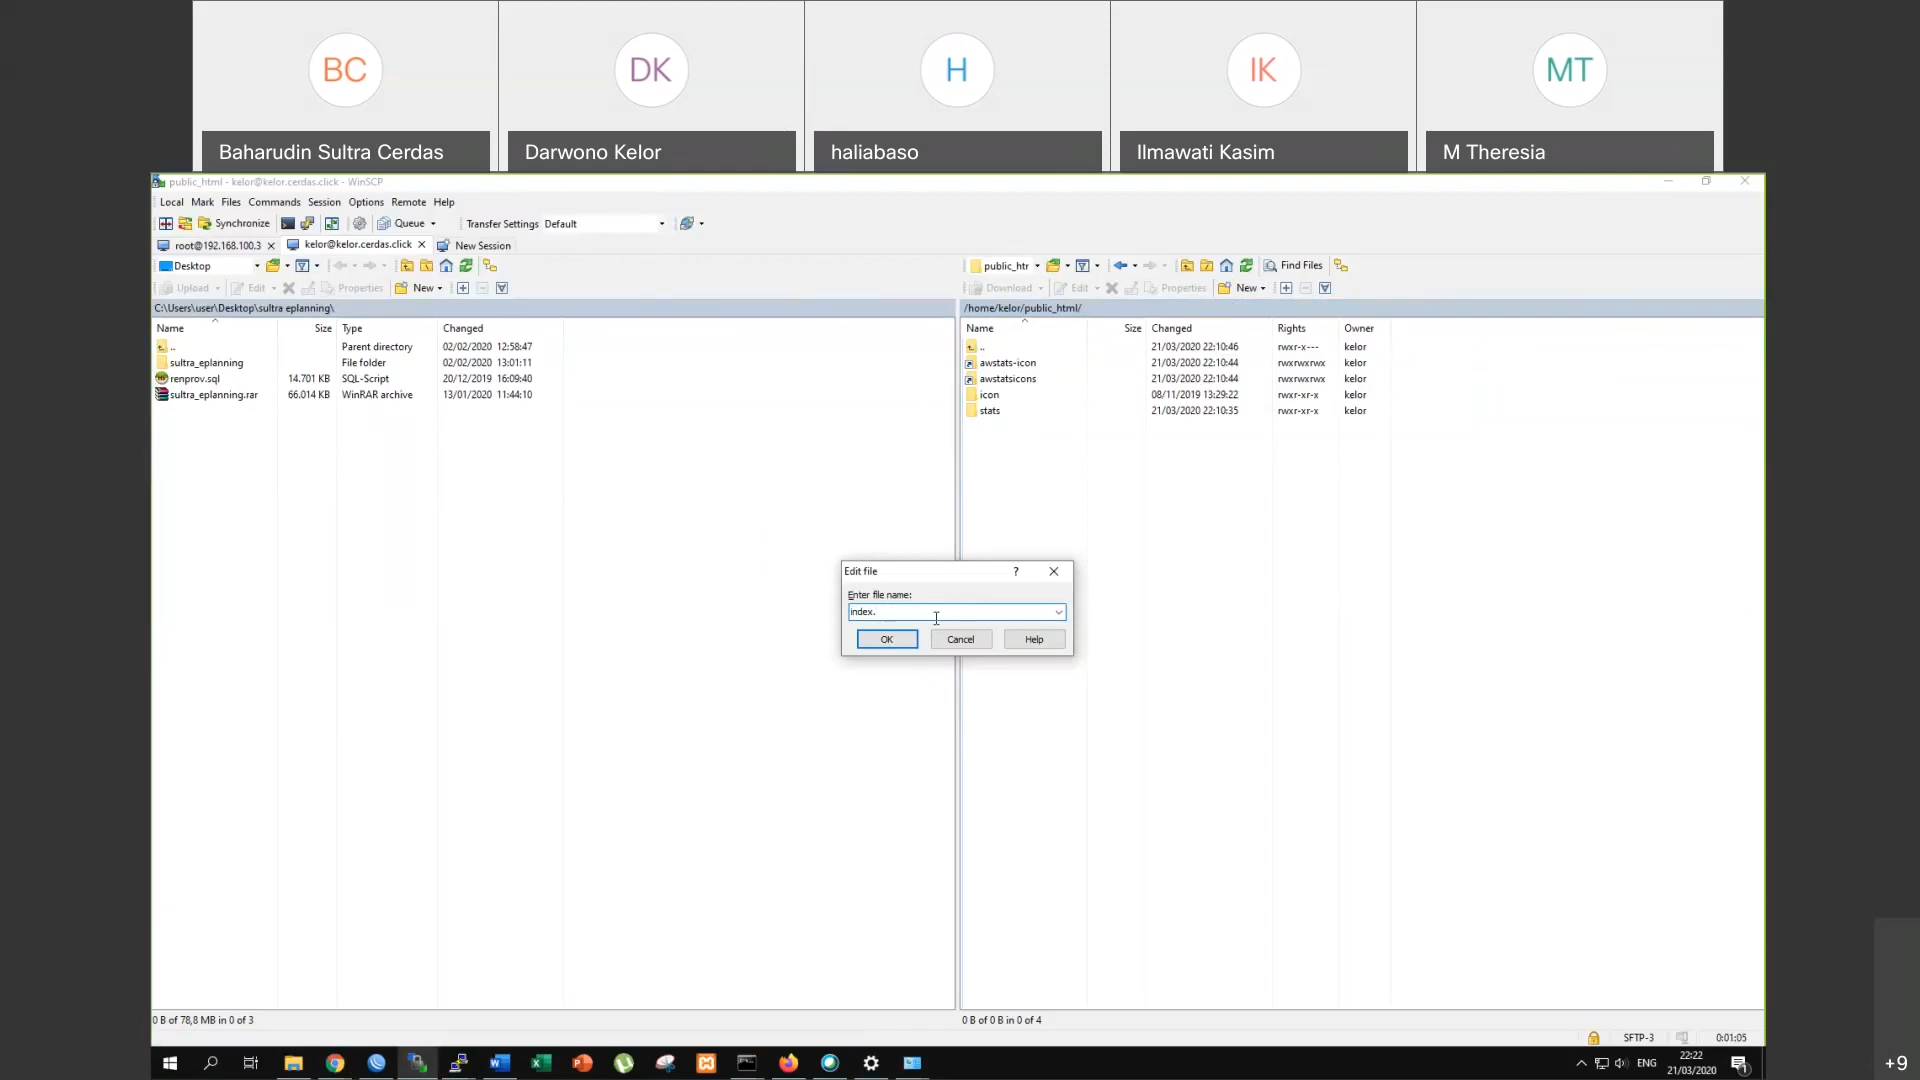 BC
DK
H
IK
MT
Baharudin Sultra Cerdas
Darwono Kelor
haliabaso
Ilmawati Kasim
M Theresia
public_html - kelor@kelor.cerdas.click - WinSCP
Local Mark Files Commands Session Options Remote Help
Synchronize Queue Transfer Settings Default
root@192.168.100.3 kelor@kelor.cerdas.click New Session
Desktop
public_htr Find Files
Upload Edit Properties New
Download Edit Properties New
C:\Users\user\Desktop\sultra eplanning\
/home/kelor/public_html/
Name Size Type Changed
.. Parent directory 02/02/2020 12:58:47
sultra_eplanning File folder 02/02/2020 13:01:11
renprov.sql 14.701 KB SQL-Script 20/12/2019 16:09:40
sultra_eplanning.rar 66.014 KB WinRAR archive 13/01/2020 11:44:10
Name Size Changed Rights Owner
.. 21/03/2020 22:10:46 rwxr-x--- kelor
awstats-icon 21/03/2020 22:10:44 rwxrwxrwx kelor
awstatsicons 21/03/2020 22:10:44 rwxrwxrwx kelor
icon 08/11/2019 13:29:22 rwxr-xr-x kelor
stats 21/03/2020 22:10:35 rwxr-xr-x kelor
Edit file ?
Enter file name:
index.
OK Cancel Help
0 B of 78,8 MB in 0 of 3
0 B of 0 B in 0 of 4
SFTP-3 0:01:05
ENG 22:22
21/03/2020
1
+9